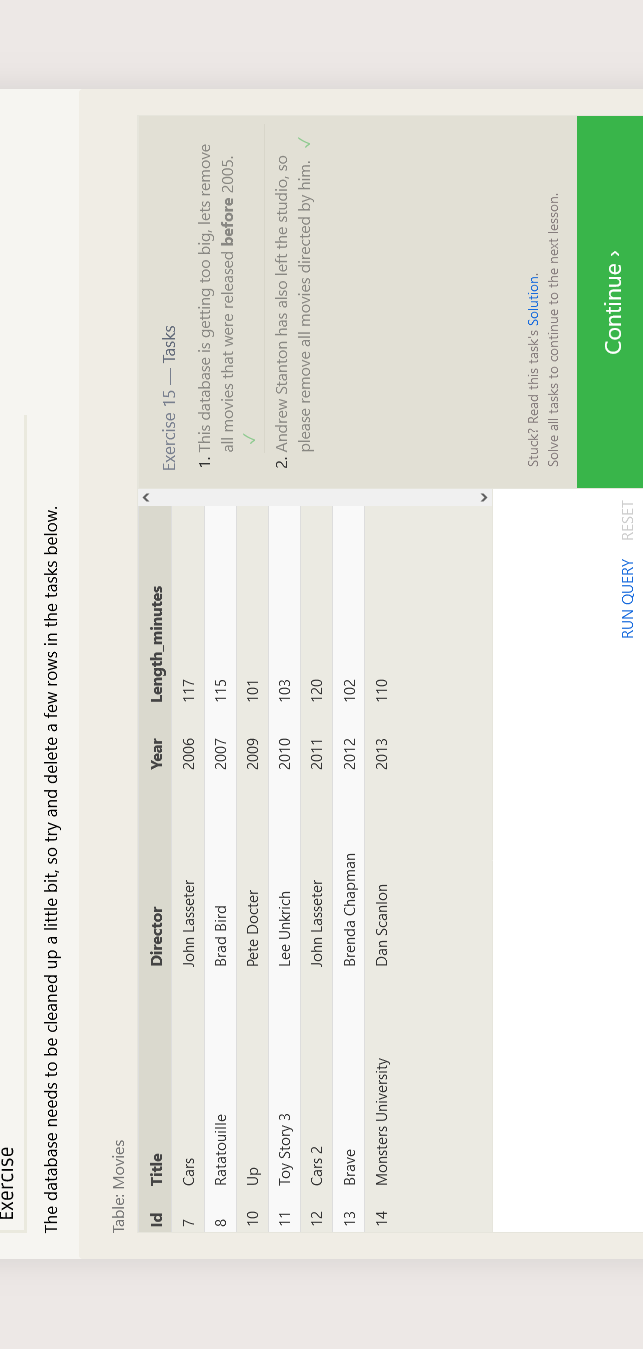 Exercise
The database needs to be cleaned up a little bit, so try and delete a few rows in the tasks below.
Table: Movies
Id Title Director Year Length_minutes
7 Cars John Lasseter 2006 117
8 Ratatouille Brad Bird 2007 115
10 Up Pete Docter 2009 101
11 Toy Story 3 Lee Unkrich 2010 103
12 Cars 2 John Lasseter 2011 120
13 Brave Brenda Chapman 2012 102
14 Monsters University Dan Scanlon 2013 110
RUN QUERY RESET
Exercise 15 — Tasks
1. This database is getting too big, lets remove
all movies that were released before 2005.
✓
2. Andrew Stanton has also left the studio, so
please remove all movies directed by him. ✓
Stuck? Read this task's Solution.
Solve all tasks to continue to the next lesson.
Continue ›